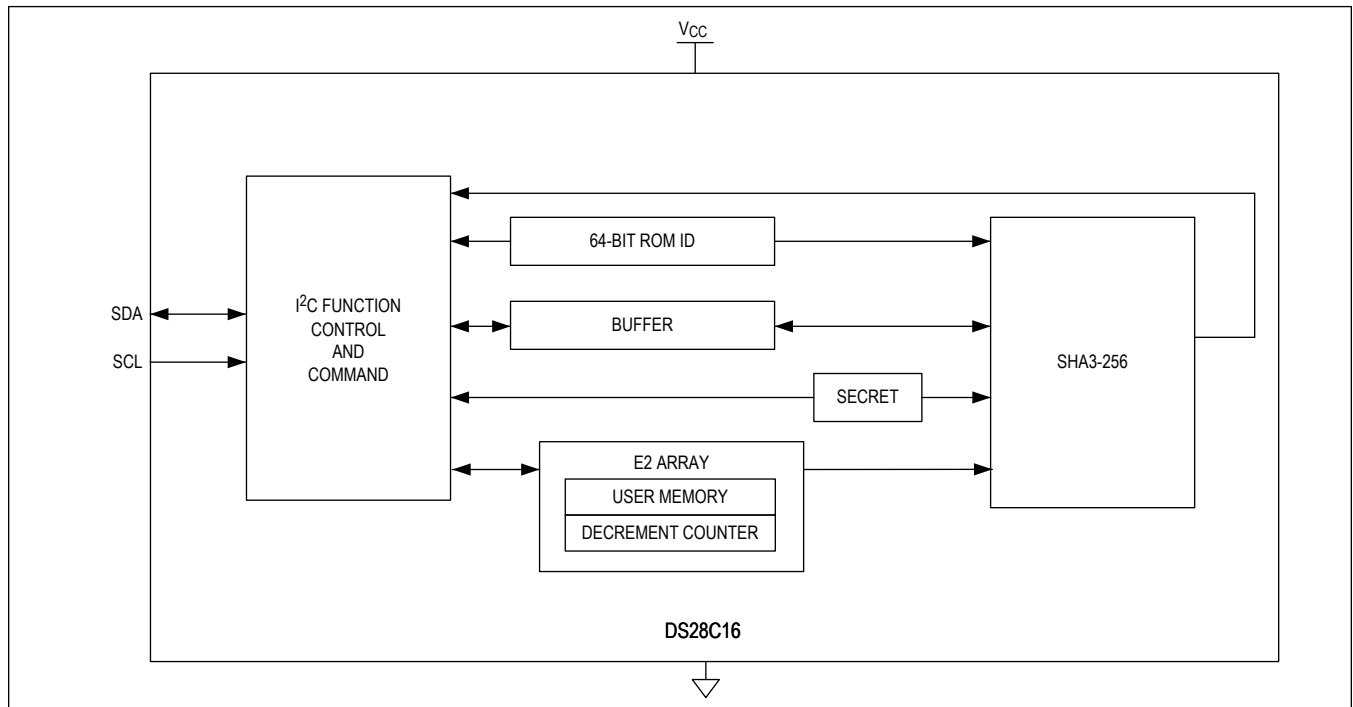 VCC
64-BIT ROM ID
SDA
SCL
I2C FUNCTION
CONTROL
AND
COMMAND
BUFFER
SHA3-256
SECRET
E2 ARRAY
USER MEMORY
DECREMENT COUNTER
DS28C16